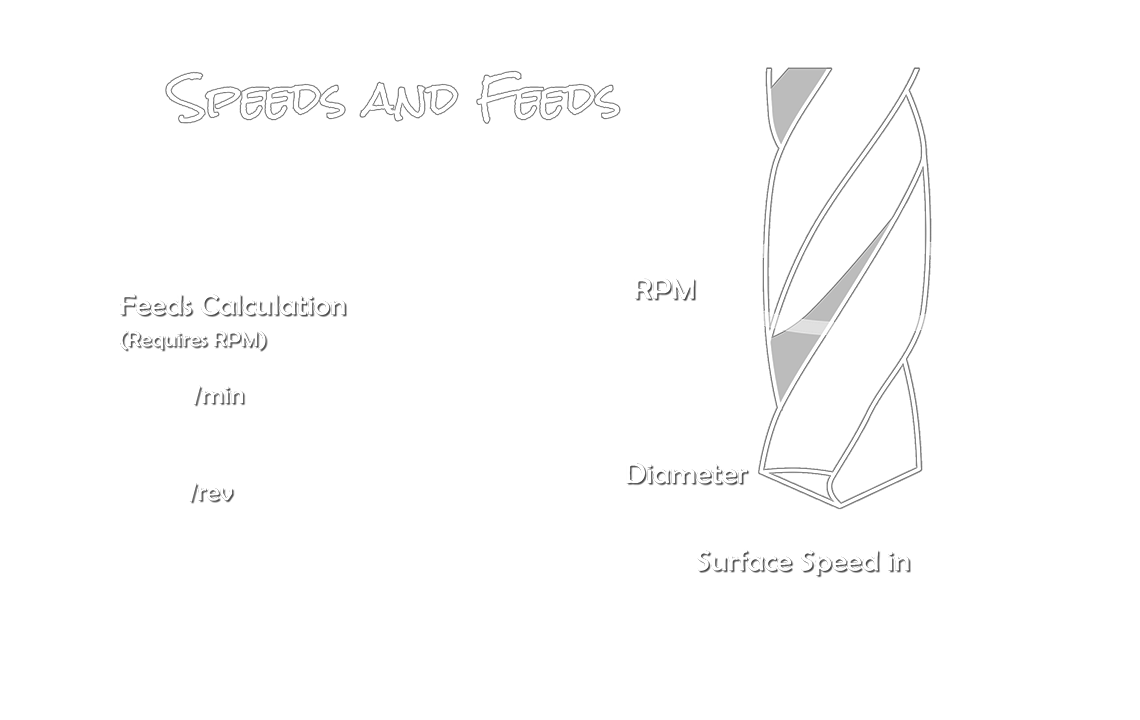 Speeds and Feeds
Feeds Calculation
(Requires RPM)
/min
/rev
RPM
Diameter
Surface Speed in